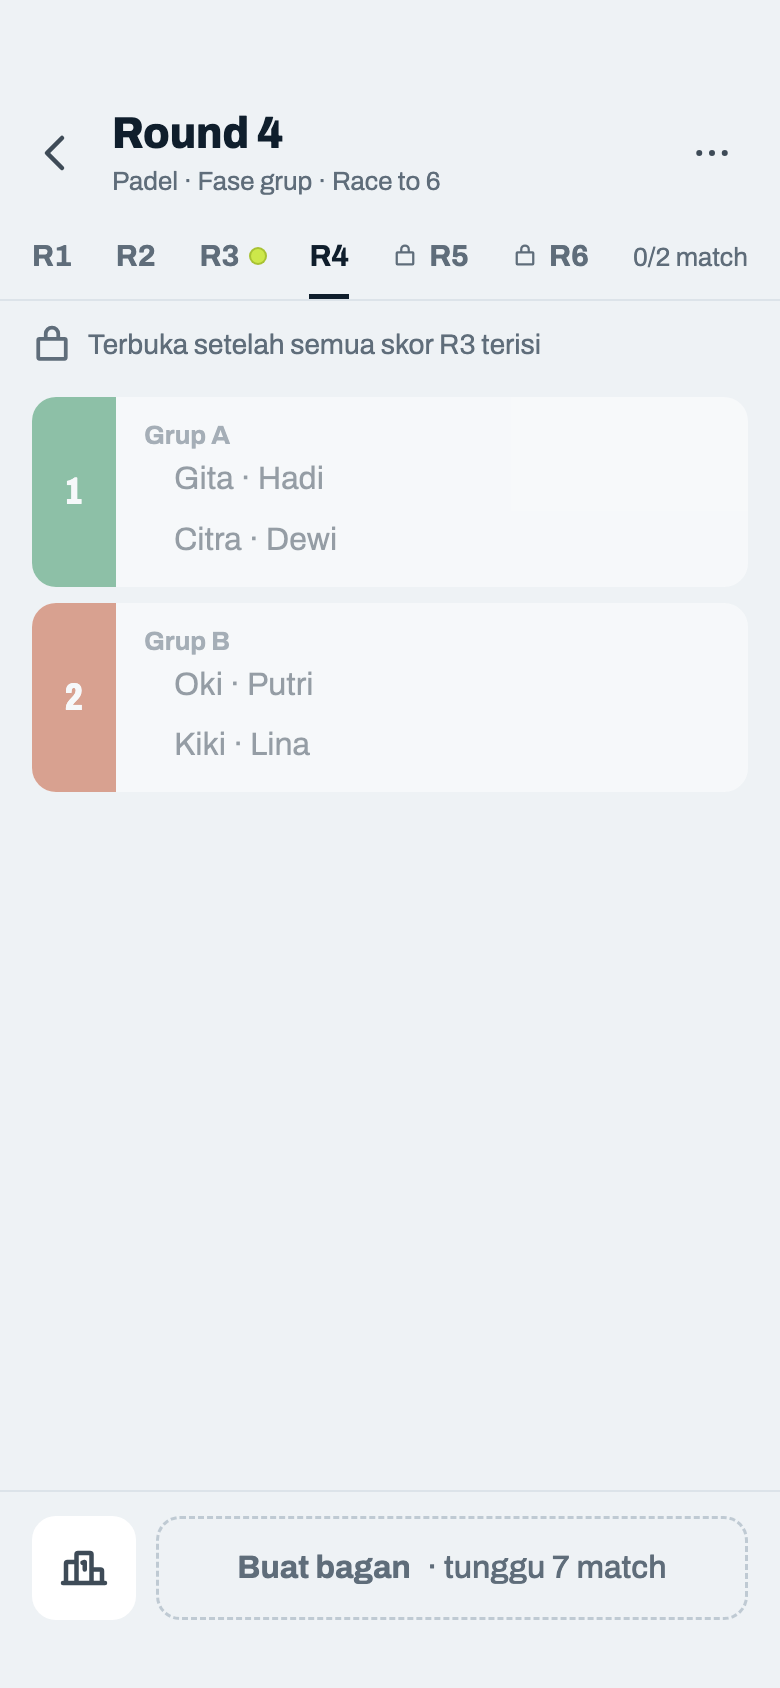 Round 4
Padel · Fase grup · Race to 6
R1 R2 R3 R4 R5 R6 0/2 match
Terbuka setelah semua skor R3 terisi
Grup A
1
Gita · Hadi
Citra · Dewi
Grup B
2
Oki · Putri
Kiki · Lina
Buat bagan · tunggu 7 match